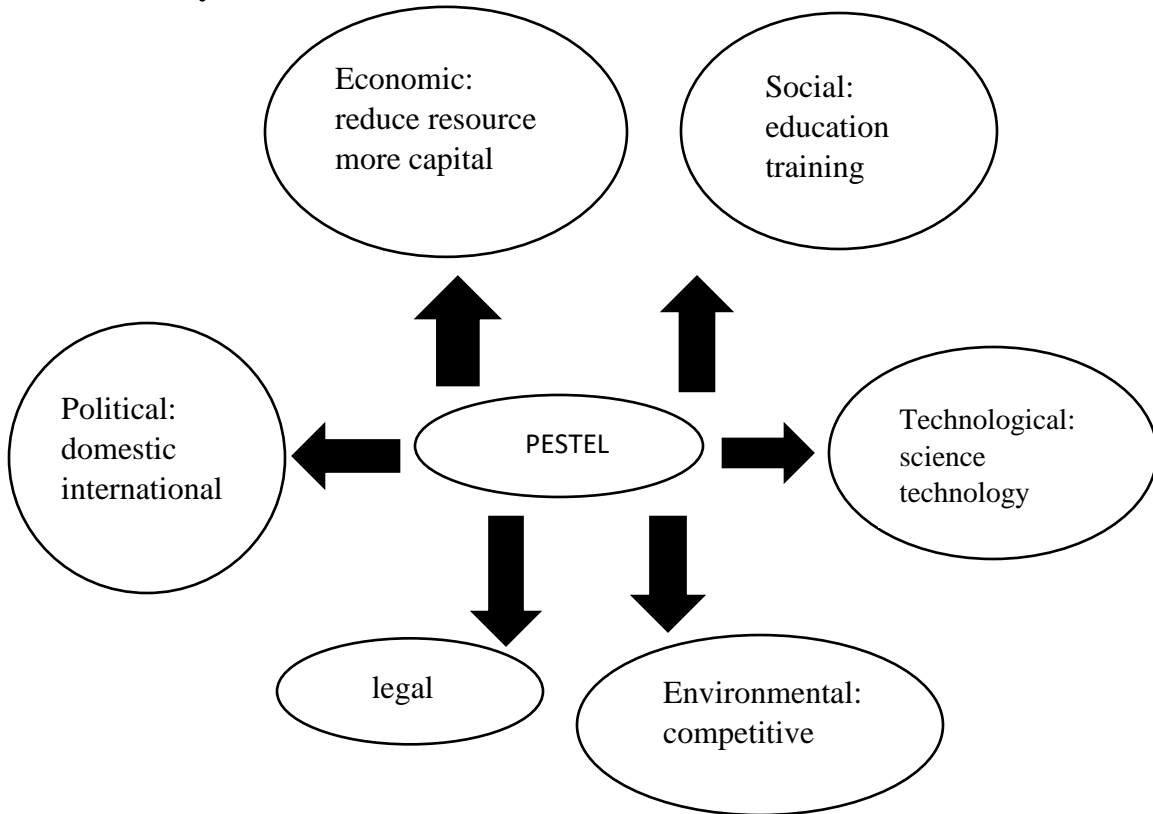 Economic:
reduce resource
more capital
Social:
education
training
Political:
domestic
international
PESTEL
Technological:
science
technology
legal
Environmental:
competitive